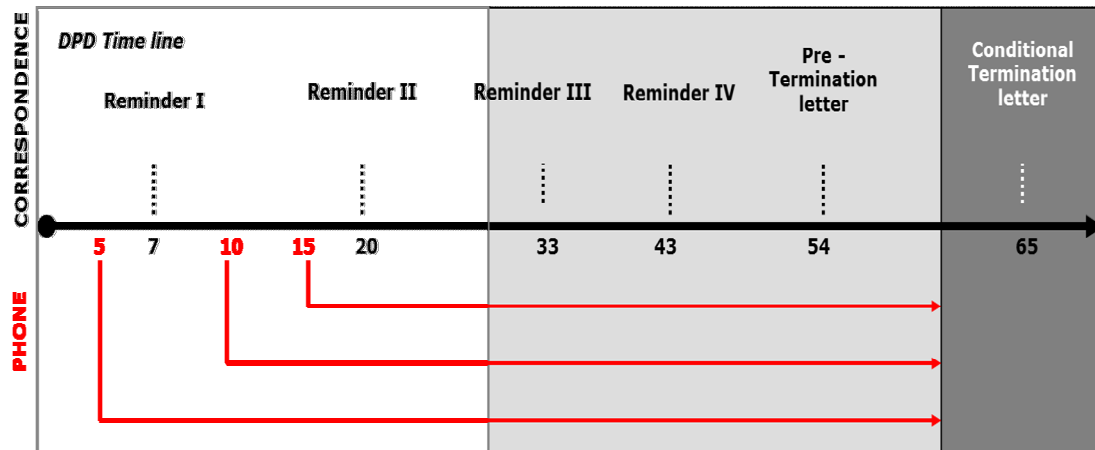 CORRESPONDENCE
DPD Time line
Reminder I
Reminder II
Reminder III
Reminder IV
Pre -
Termination
letter
Conditional
Termination
letter
5
7
10
15
20
33
43
54
65
PHONE